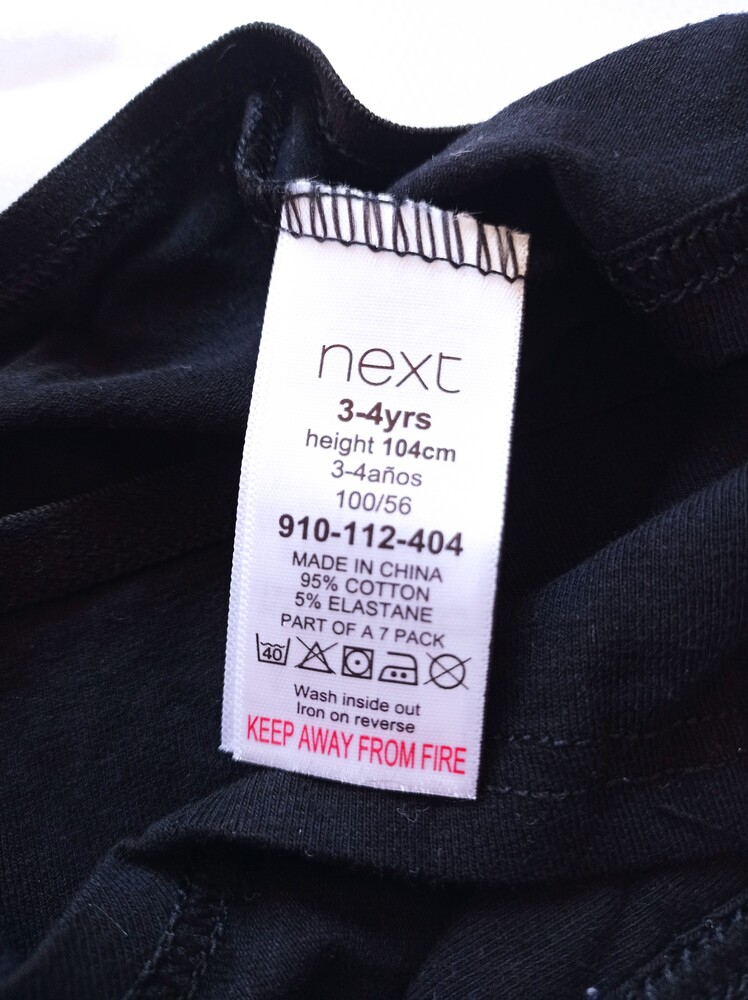 next
3-4yrs
height 104cm
3-4años
100/56
910-112-404
MADE IN CHINA
95% COTTON
5% ELASTANE
PART OF A 7 PACK
40
Wash inside out
Iron on reverse
KEEP AWAY FROM FIRE